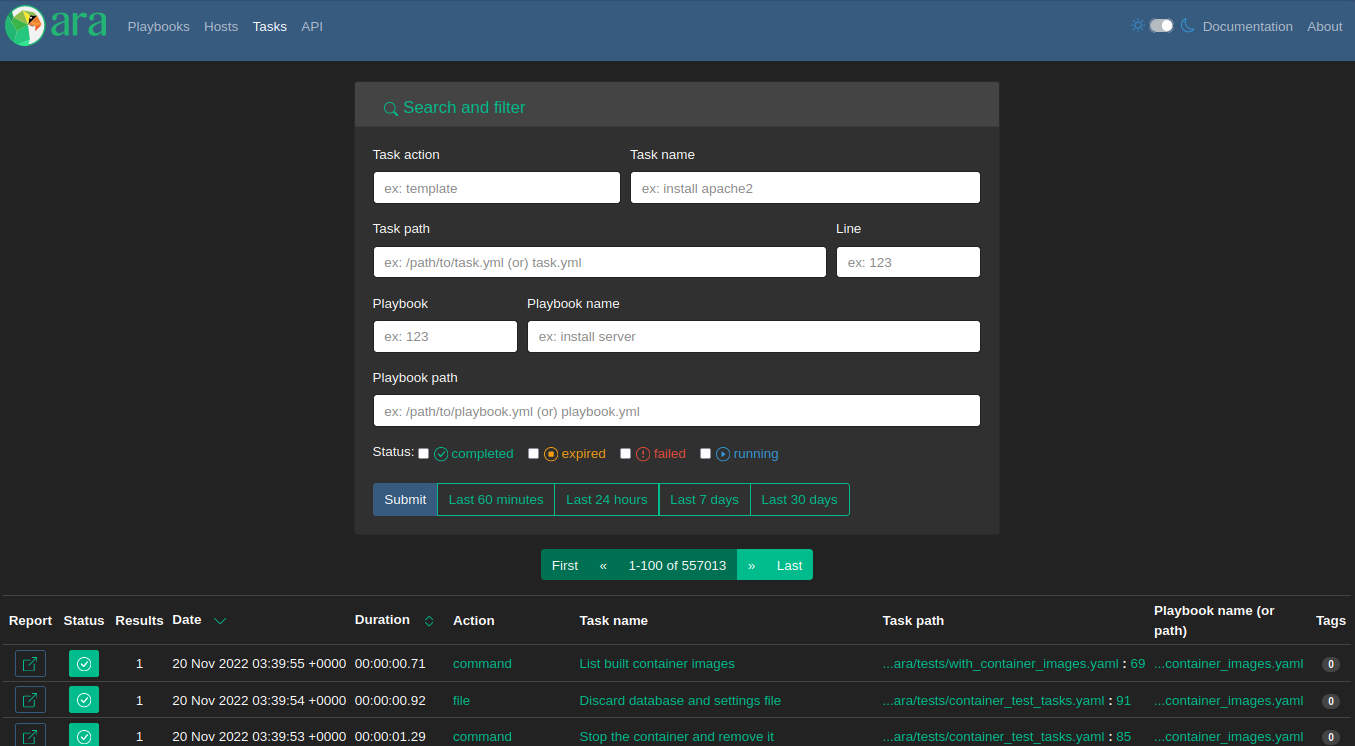 ara Playbooks Hosts Tasks API Documentation About
Search and filter
Task action Task name
ex: template ex: install apache2
Task path Line
ex: /path/to/task.yml (or) task.yml ex: 123
Playbook Playbook name
ex: 123 ex: install server
Playbook path
ex: /path/to/playbook.yml (or) playbook.yml
Status: completed expired failed running
Submit Last 60 minutes Last 24 hours Last 7 days Last 30 days
First « 1-100 of 557013 » Last
Report Status Results Date Duration Action Task name Task path Playbook name (or path) Tags
1 20 Nov 2022 03:39:55 +0000 00:00:00.71 command List built container images ...ara/tests/with_container_images.yaml : 69 ...container_images.yaml 0
1 20 Nov 2022 03:39:54 +0000 00:00:00.92 file Discard database and settings file ...ara/tests/container_test_tasks.yaml : 91 ...container_images.yaml 0
1 20 Nov 2022 03:39:53 +0000 00:00:01.29 command Stop the container and remove it ...ara/tests/container_test_tasks.yaml : 85 ...container_images.yaml 0